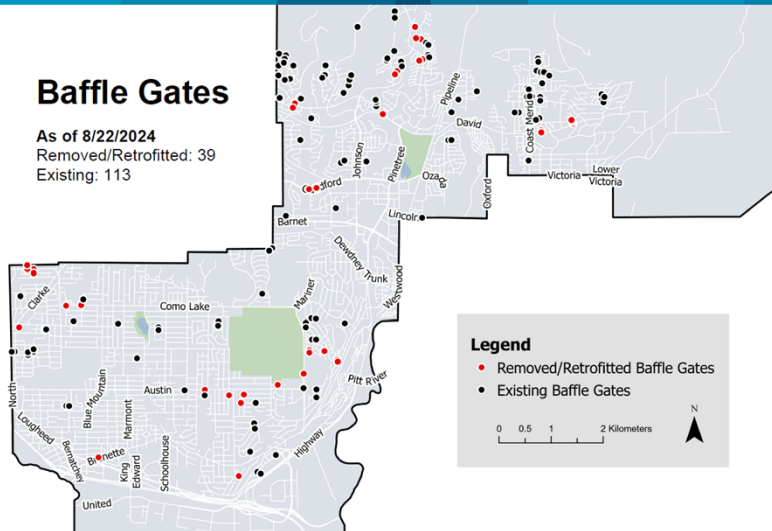 Baffle Gates
As of 8/22/2024
Removed/Retrofitted: 39
Existing: 113
Pipeline
David
Coast Meridi
Johnson
Pinetree
Ozada
Oxford
Victoria
Lower
Victoria
Lincoln
Barnet
Dewdney Trunk
Westwood
Mariner
Clarke
Como Lake
Pitt River
North
Blue Mountain
Austin
Marmont
Lougheed
Bernatchey
Brunette
King
Edward
Schoolhouse
Highway
United
Legend
Removed/Retrofitted Baffle Gates
Existing Baffle Gates
0 0.5 1 2 Kilometers
N